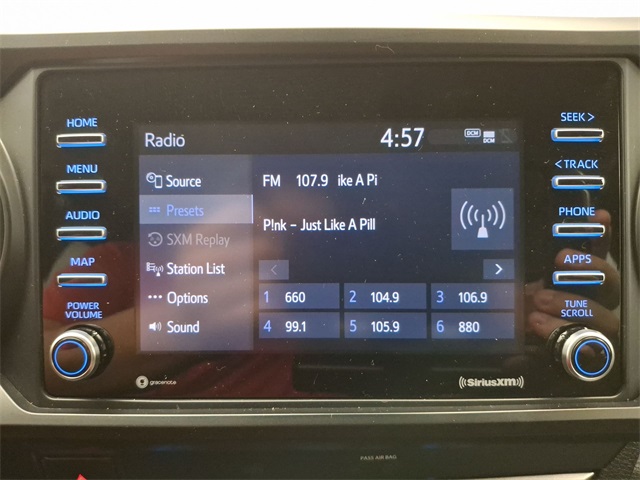 HOME
MENU
AUDIO
MAP
POWER
VOLUME
Radio
4:57
DCM
DCM
Source
Presets
SXM Replay
Station List
Options
Sound
FM 107.9 ike A Pi
P!nk – Just Like A Pill
< >
1 660 2 104.9 3 106.9
4 99.1 5 105.9 6 880
SEEK >
< TRACK
PHONE
APPS
TUNE
SCROLL
gracenote
((SiriusXM))
PASS AIR BAG